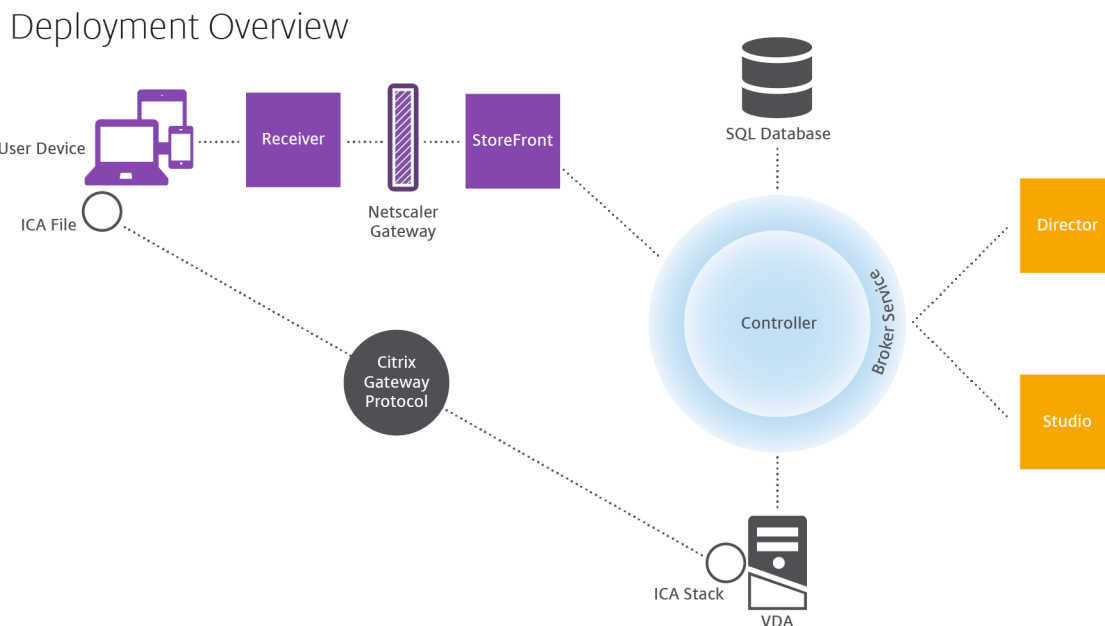 Deployment Overview
SQL Database
User Device
Receiver
StoreFront
Netscaler
Gateway
ICA File
Director
Controller
Broker Service
Citrix
Gateway
Protocol
Studio
ICA Stack
VDA